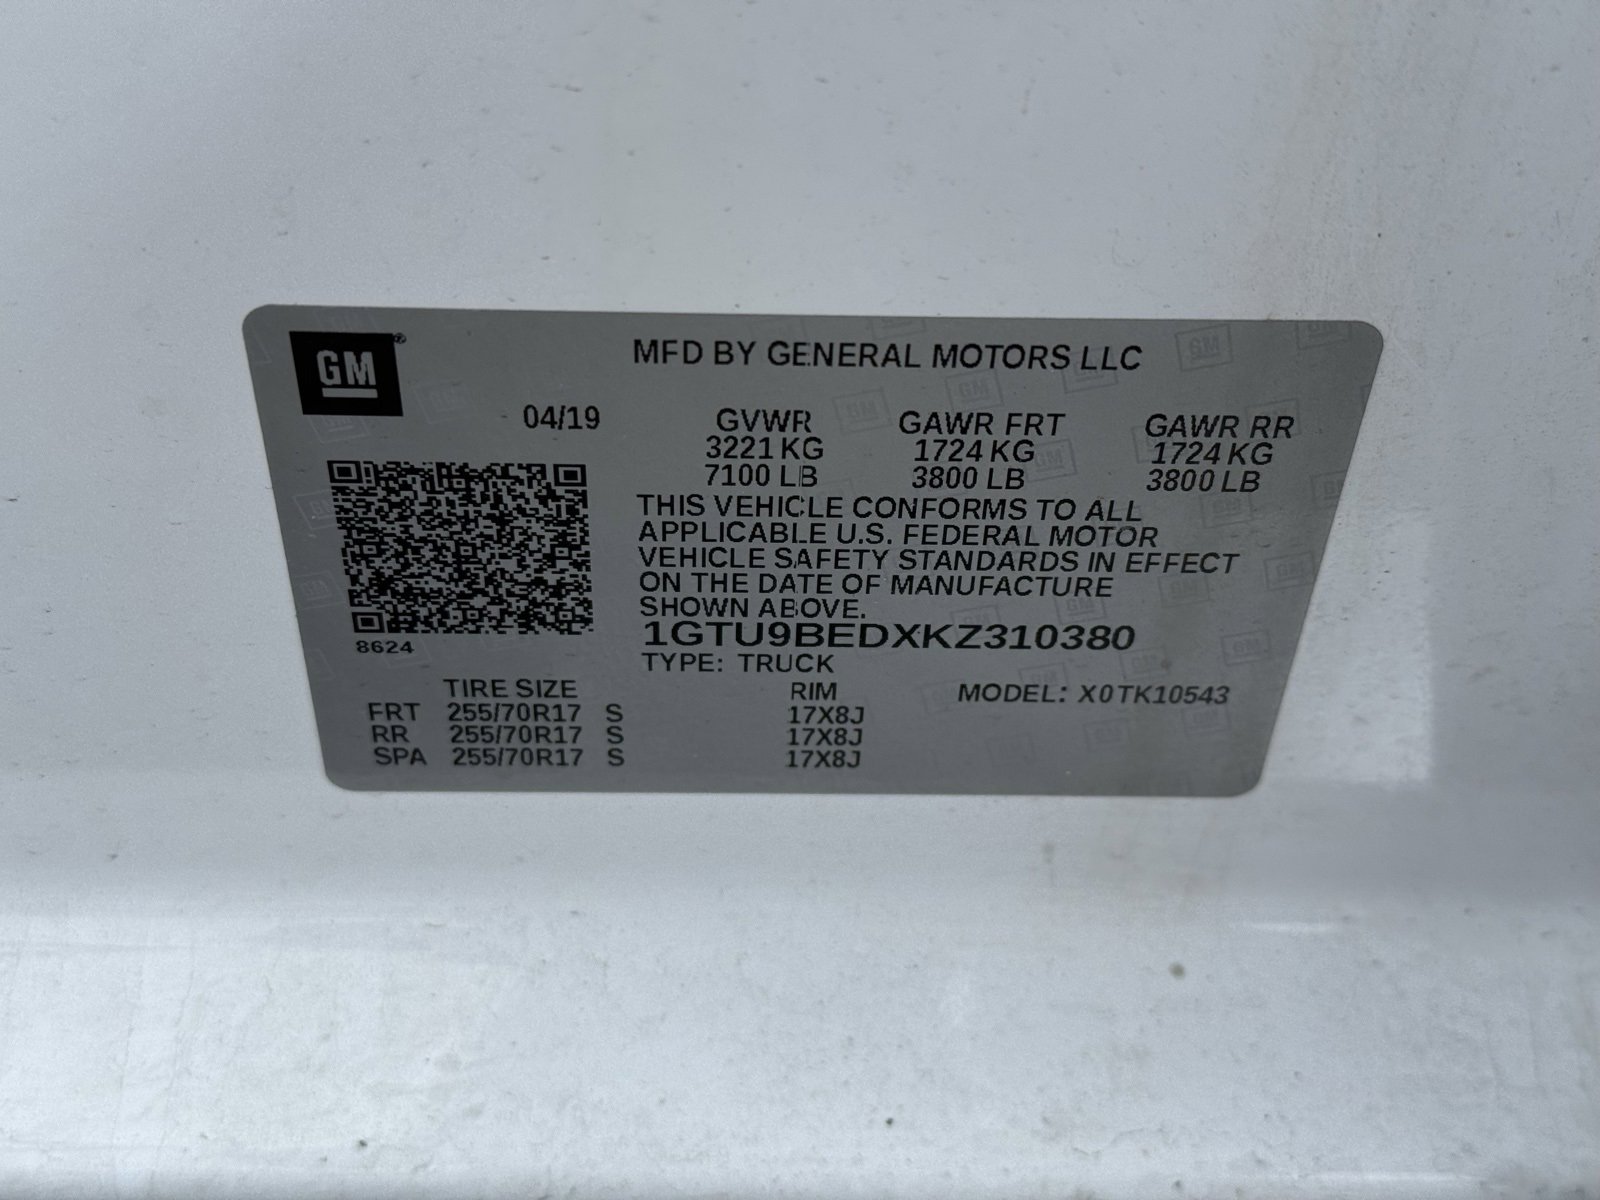 GM®
MFD BY GENERAL MOTORS LLC
04/19 GVWR GAWR FRT GAWR RR
3221 KG 1724 KG 1724 KG
7100 LB 3800 LB 3800 LB
THIS VEHICLE CONFORMS TO ALL
APPLICABLE U.S. FEDERAL MOTOR
VEHICLE SAFETY STANDARDS IN EFFECT
ON THE DATE OF MANUFACTURE
SHOWN ABOVE.
1GTU9BEDXKZ310380
8624
TYPE: TRUCK
TIRE SIZE RIM MODEL: X0TK10543
FRT 255/70R17 S 17X8J
RR 255/70R17 S 17X8J
SPA 255/70R17 S 17X8J